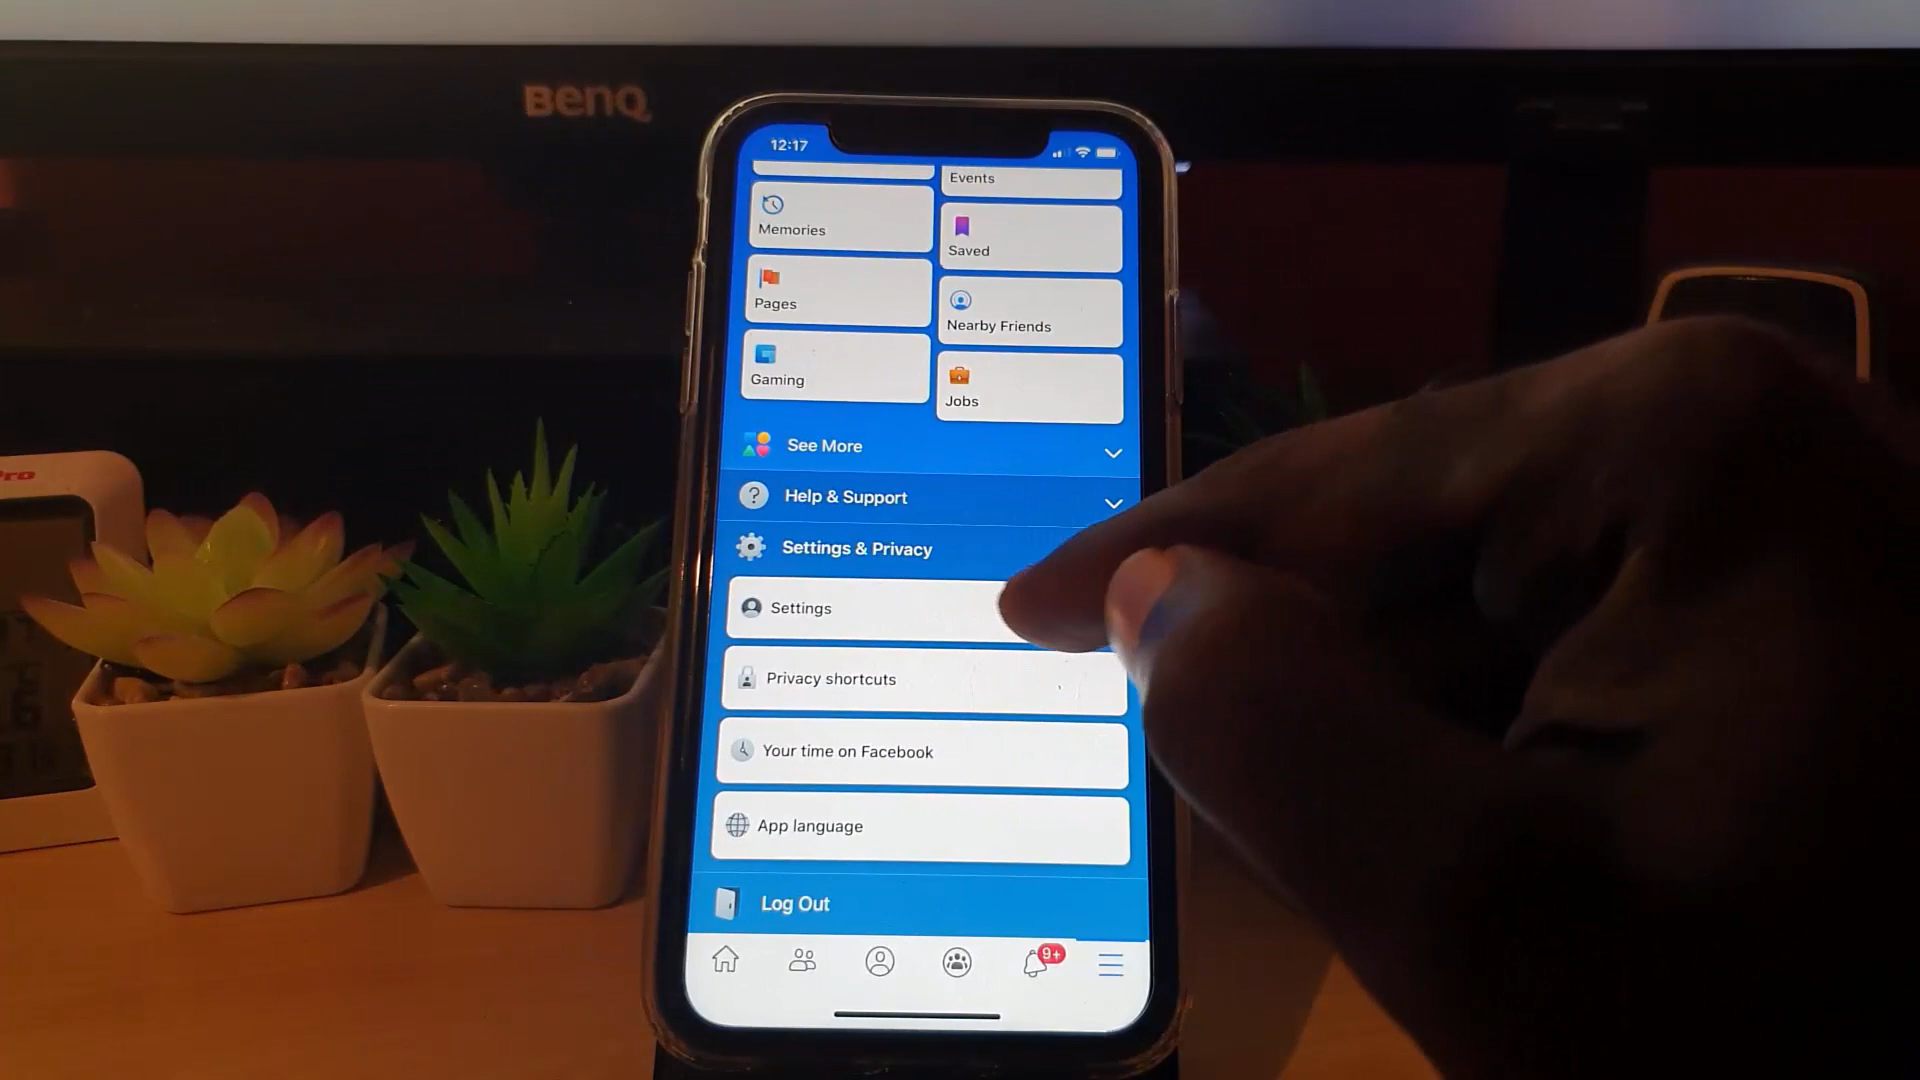 BenQ
12:17
Events
Memories
Saved
Pages
Nearby Friends
Gaming
Jobs
See More
Help & Support
Settings & Privacy
Settings
Privacy shortcuts
Your time on Facebook
App language
Log Out
9+